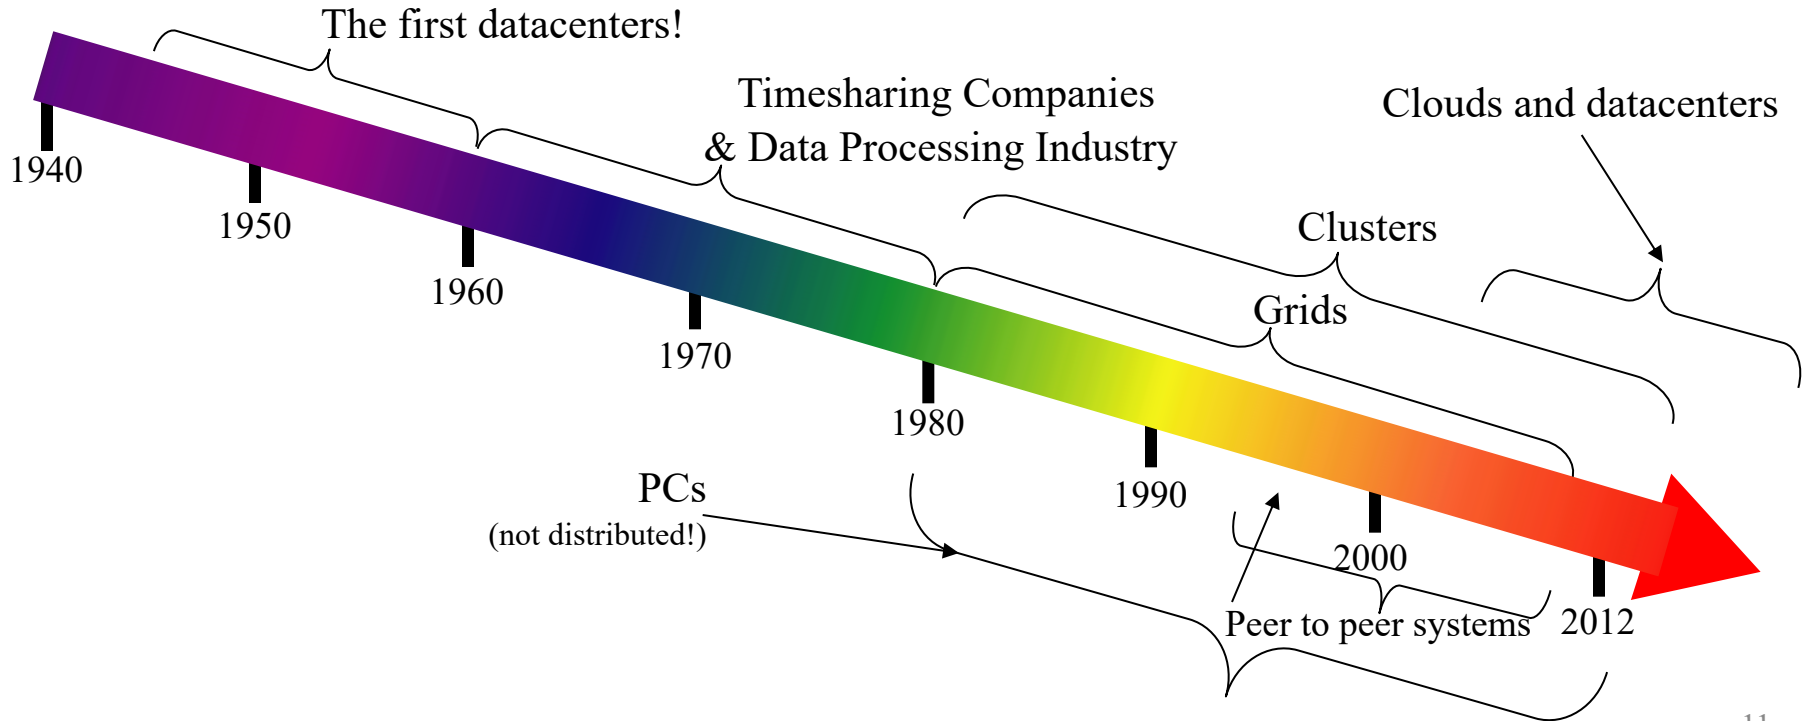 The first datacenters!
Timesharing Companies
& Data Processing Industry
Clouds and datacenters
Clusters
Grids
1940
1950
1960
1970
1980
1990
2000
2012
PCs
(not distributed!)
Peer to peer systems
11